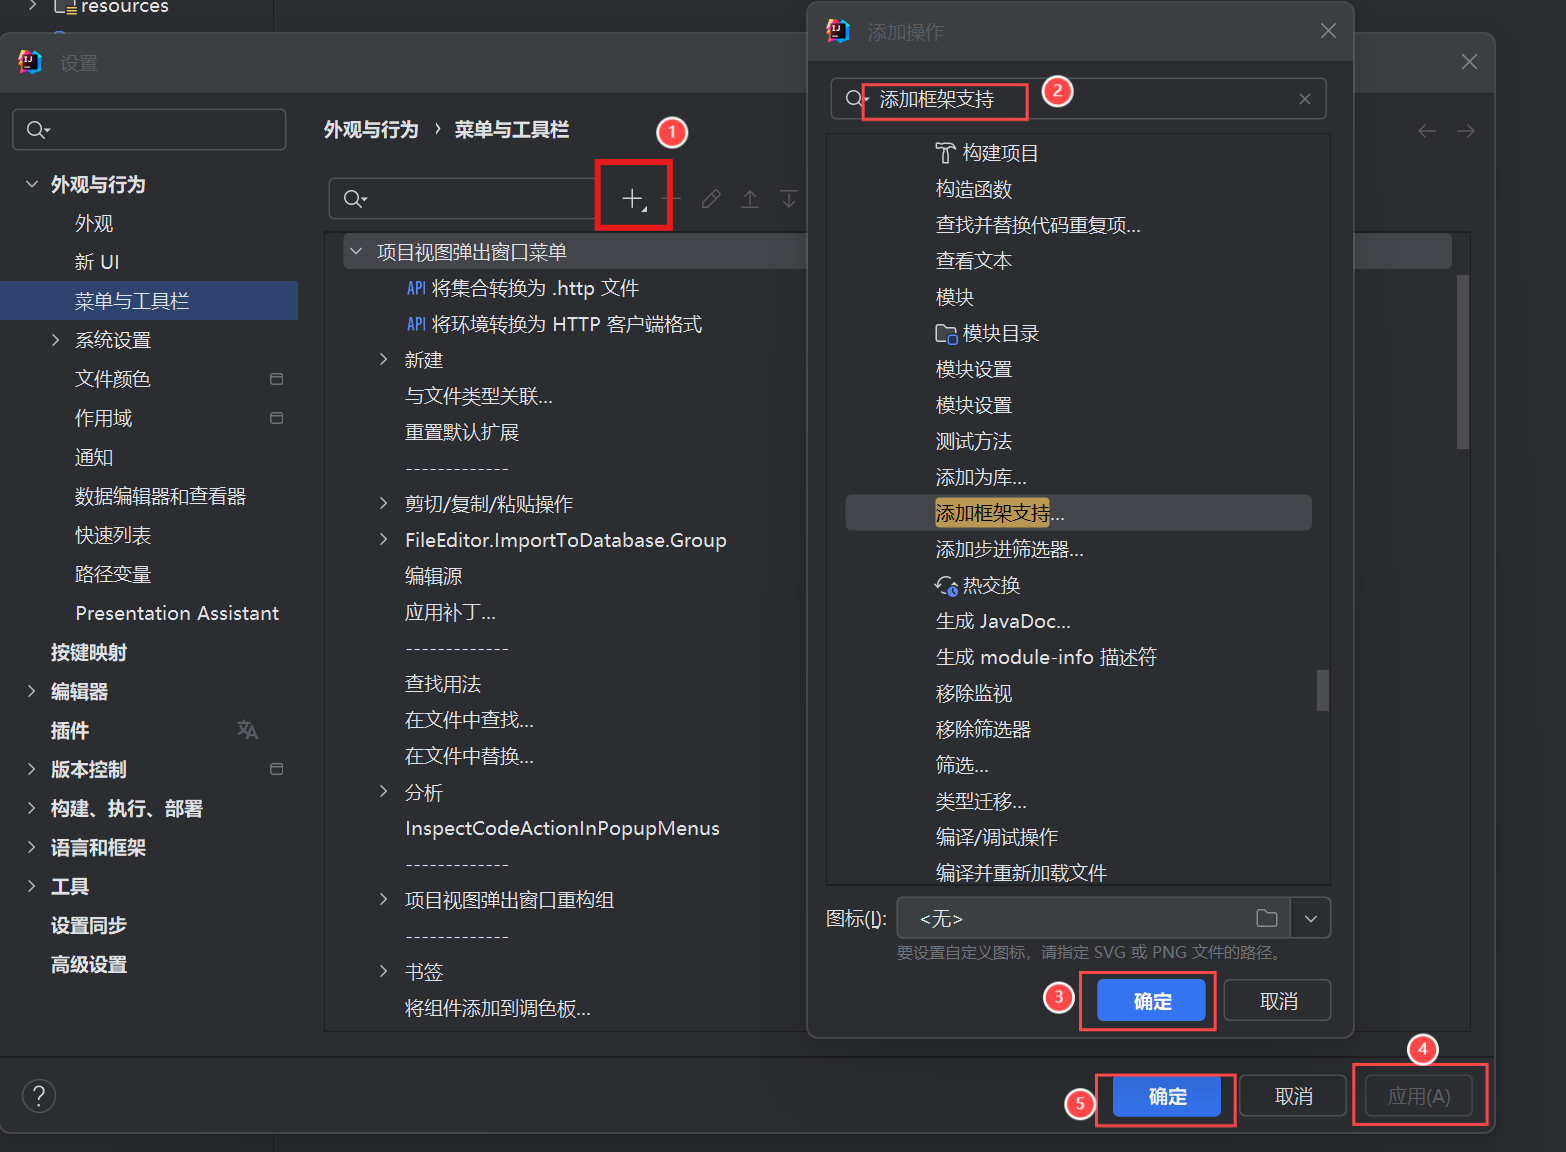 resources
设置
外观与行为
外观
新 UI
菜单与工具栏
系统设置
文件颜色
作用域
通知
数据编辑器和查看器
快速列表
路径变量
Presentation Assistant
按键映射
编辑器
插件
版本控制
构建、执行、部署
语言和框架
工具
设置同步
高级设置
?
外观与行为 › 菜单与工具栏
1
项目视图弹出窗口菜单
API 将集合转换为 .http 文件
API 将环境转换为 HTTP 客户端格式
新建
与文件类型关联...
重置默认扩展
-------------
剪切/复制/粘贴操作
FileEditor.ImportToDatabase.Group
编辑源
应用补丁...
-------------
查找用法
在文件中查找...
在文件中替换...
分析
InspectCodeActionInPopupMenus
-------------
项目视图弹出窗口重构组
-------------
书签
将组件添加到调色板...
添加操作
添加框架支持
2
构建项目
构造函数
查找并替换代码重复项...
查看文本
模块
模块目录
模块设置
模块设置
测试方法
添加为库...
添加框架支持...
添加步进筛选器...
热交换
生成 JavaDoc...
生成 module-info 描述符
移除监视
移除筛选器
筛选...
类型迁移...
编译/调试操作
编译并重新加载文件
图标(I): <无>
要设置自定义图标，请指定 SVG 或 PNG 文件的路径。
3 确定 取消
4
5 确定 取消 应用(A)